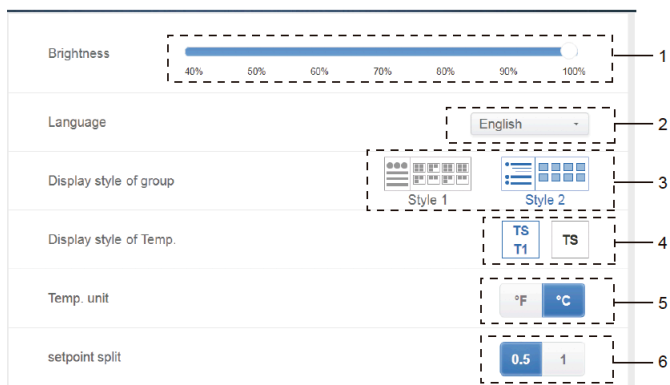 Brightness
40% 50% 60% 70% 80% 90% 100%
1
Language
English
2
Display style of group
Style 1
Style 2
3
Display style of Temp.
TS
T1
TS
4
Temp. unit
°F °C
5
setpoint split
0.5 1
6